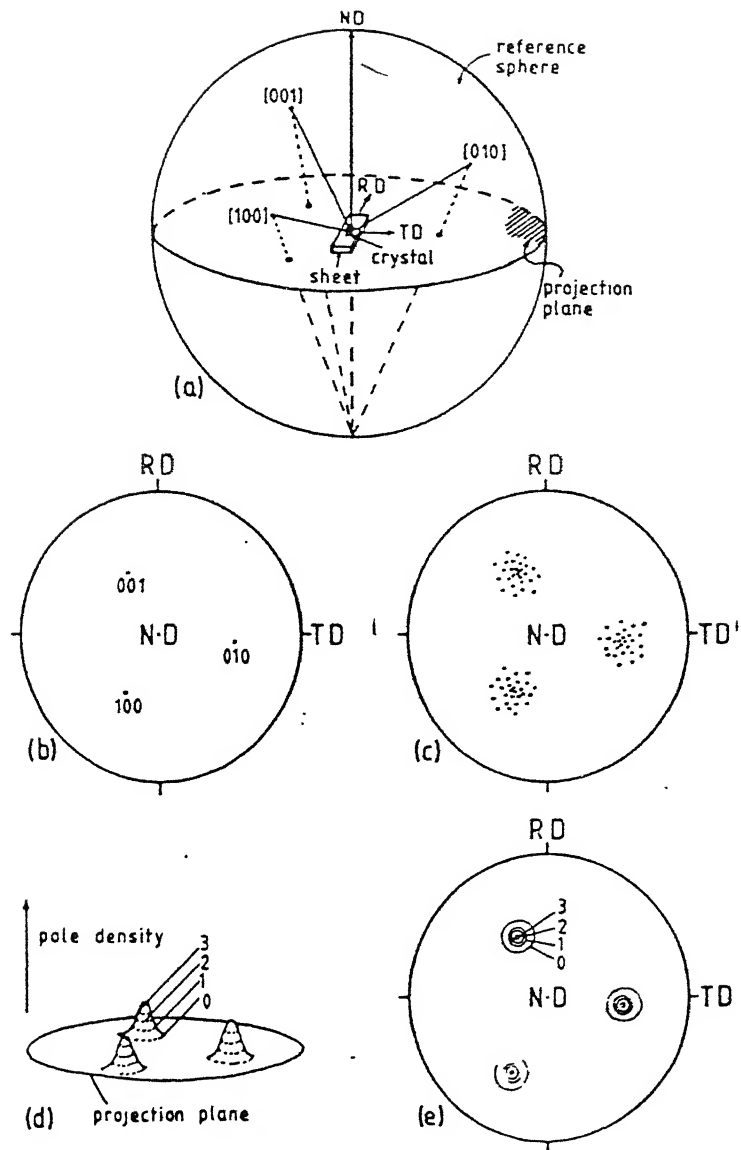 ND
reference
sphere
[001]
[010]
RD
[100]
TD
crystal
sheet
projection
plane
(a)
RD
001
N·D
TD
010
100
(b)
RD
N·D
TD
(c)
pole density
3
2
1
0
projection plane
(d)
RD
3
2
1
0
N·D
TD
(e)